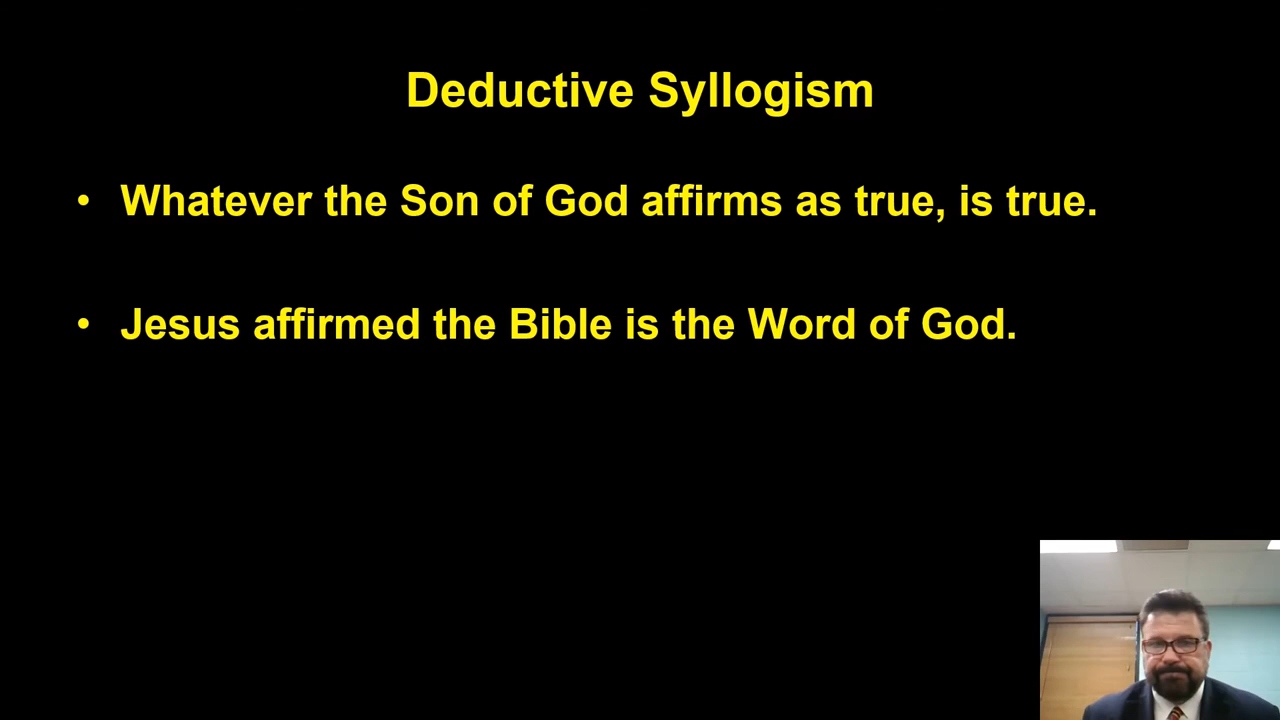 Deductive Syllogism
• Whatever the Son of God affirms as true, is true.
• Jesus affirmed the Bible is the Word of God.